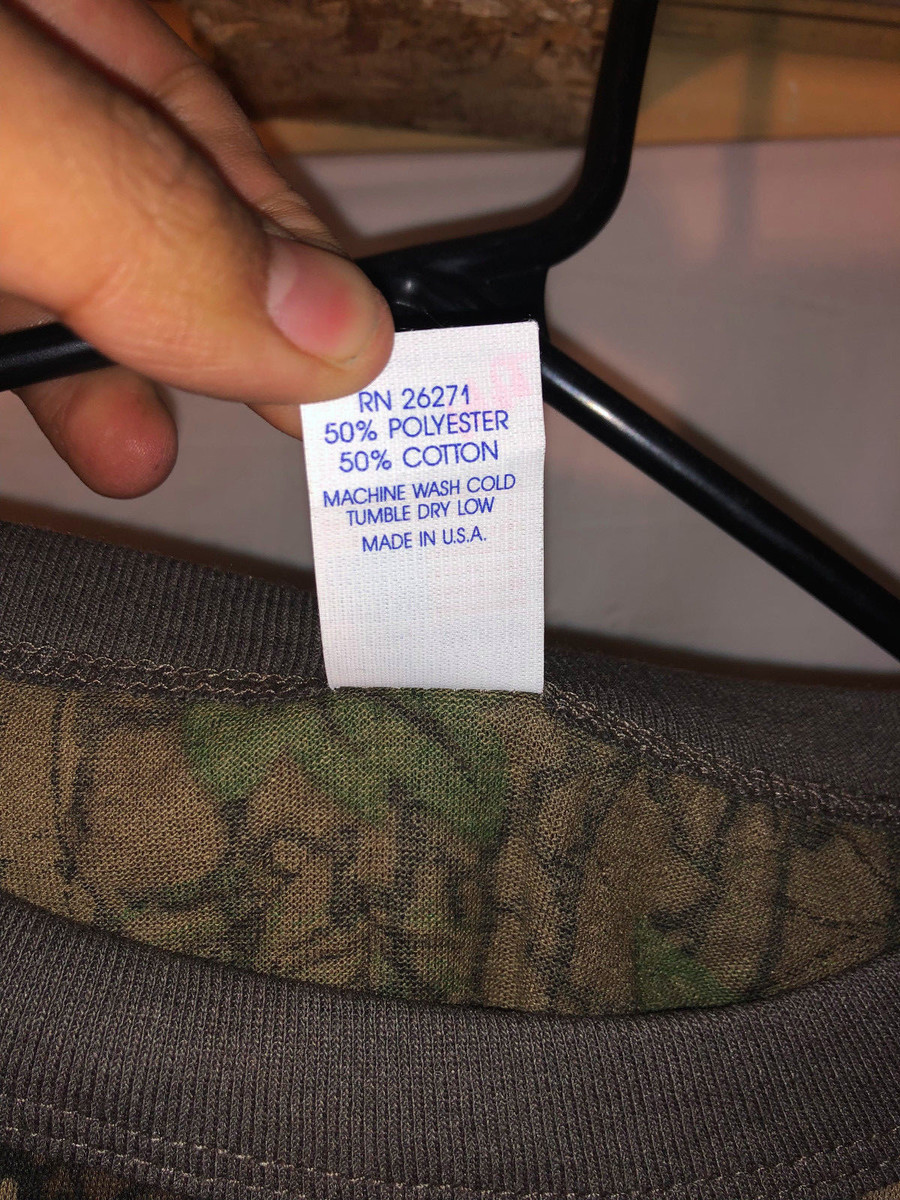 RN 26271
50% POLYESTER
50% COTTON
MACHINE WASH COLD
TUMBLE DRY LOW
MADE IN U.S.A.